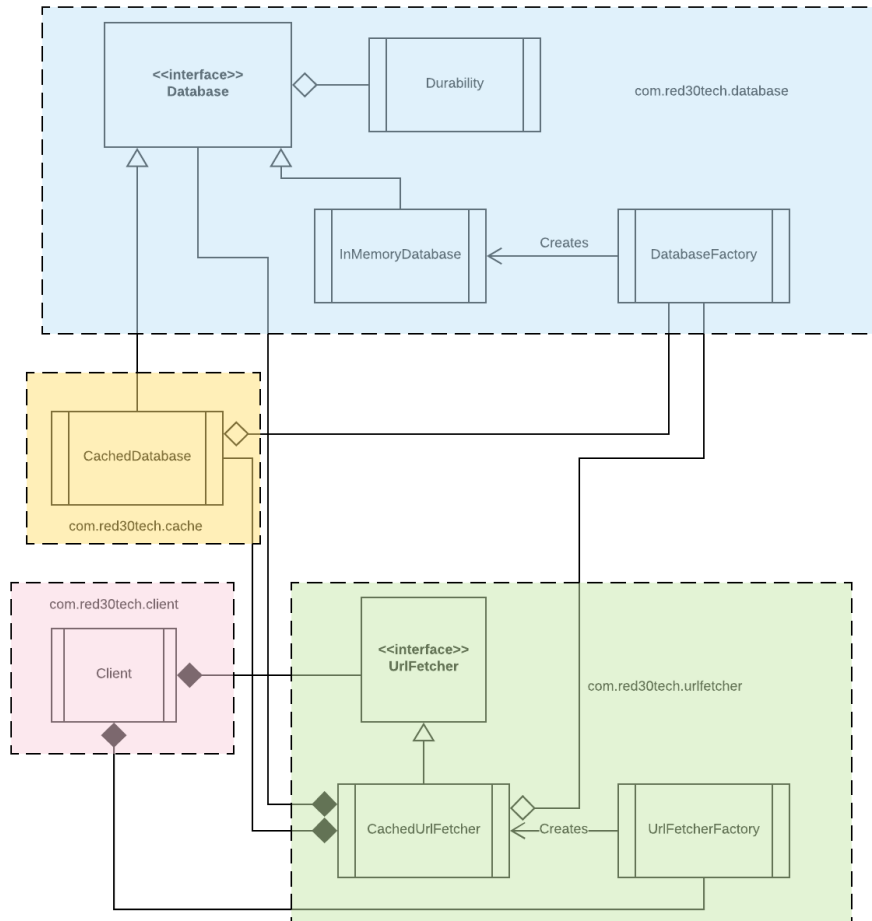 <<interface>>
Database
Durability
com.red30tech.database
InMemoryDatabase
Creates
DatabaseFactory
CachedDatabase
com.red30tech.cache
com.red30tech.client
Client
<<interface>>
UrlFetcher
com.red30tech.urlfetcher
CachedUrlFetcher
Creates
UrlFetcherFactory